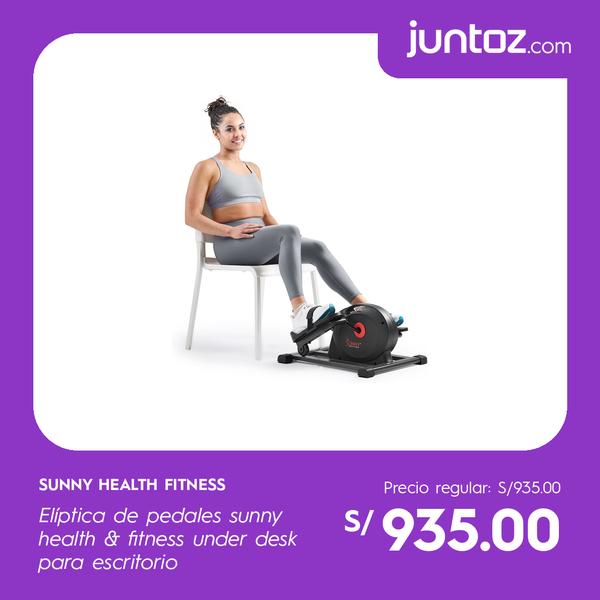 juntoz.com
SUNNY HEALTH FITNESS
Elíptica de pedales sunny
health & fitness under desk
para escritorio
Precio regular: S/935.00
S/ 935.00